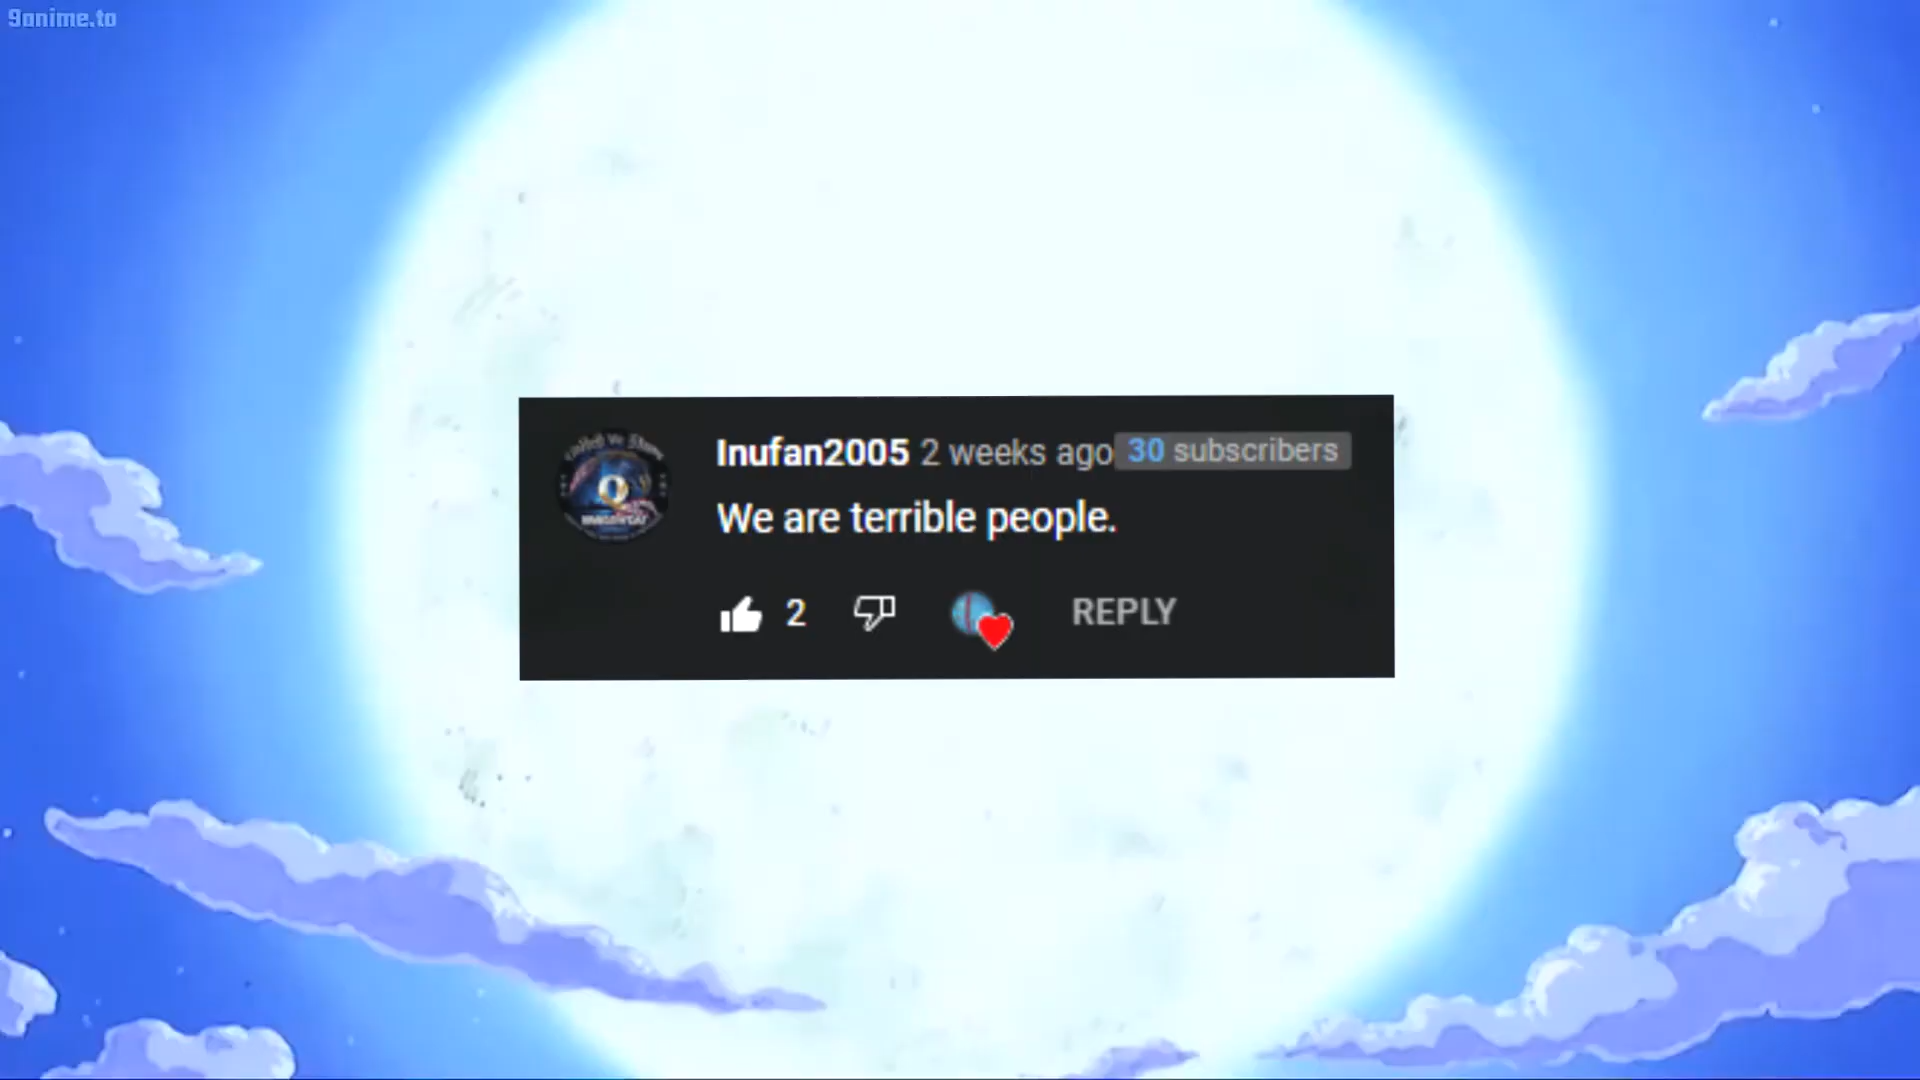 9anime.to
Inufan2005 2 weeks ago 30 subscribers
We are terrible people.
2 REPLY